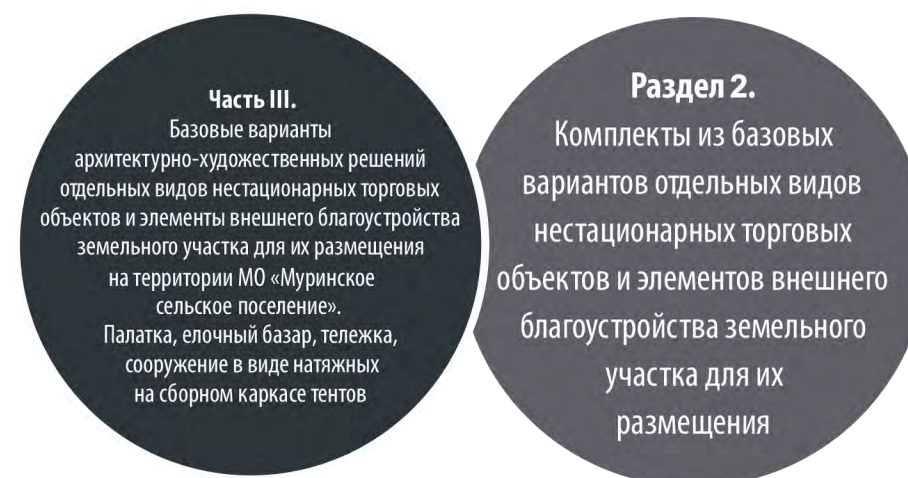 Часть III.
Базовые варианты
архитектурно-художественных решений
отдельных видов нестационарных торговых
объектов и элементы внешнего благоустройства
земельного участка для их размещения
на территории МО «Муринское
сельское поселение».
Палатка, елочный базар, тележка,
сооружение в виде натяжных
на сборном каркасе тентов
Раздел 2.
Комплекты из базовых
вариантов отдельных видов
нестационарных торговых
объектов и элементов внешнего
благоустройства земельного
участка для их
размещения